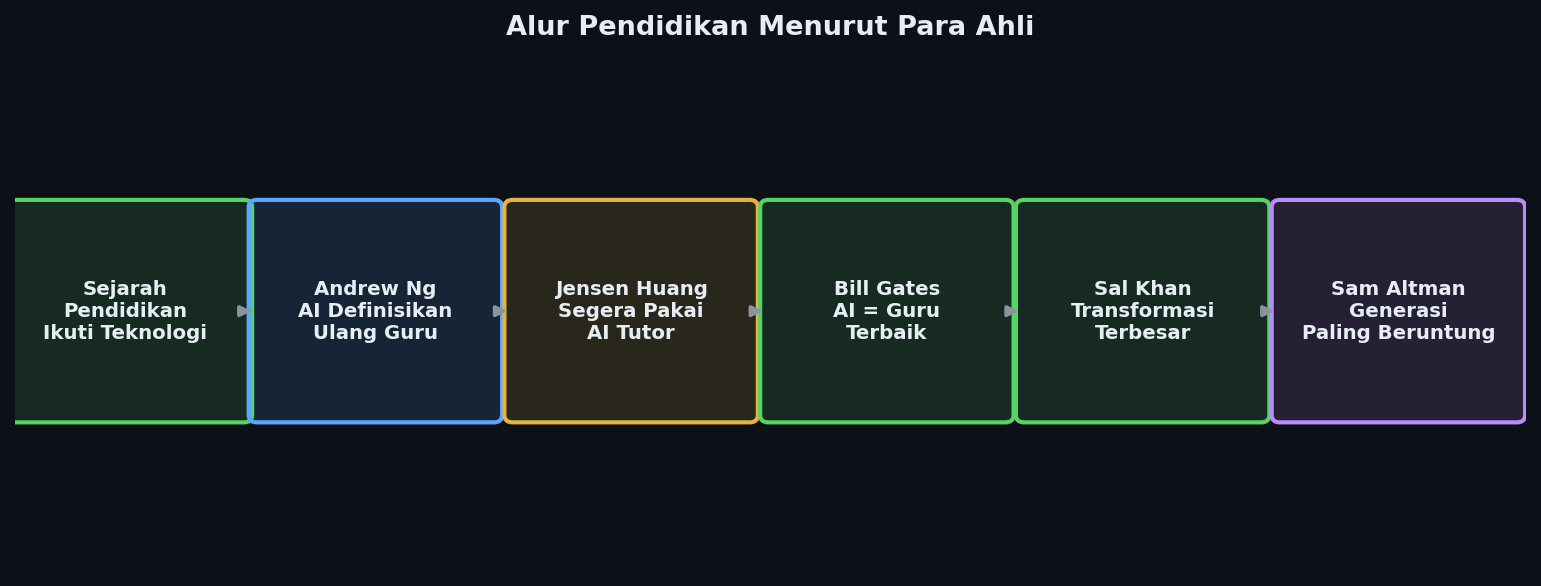 Alur Pendidikan Menurut Para Ahli
Sejarah
Pendidikan
Ikuti Teknologi
Andrew Ng
AI Definisikan
Ulang Guru
Jensen Huang
Segera Pakai
AI Tutor
Bill Gates
AI = Guru
Terbaik
Sal Khan
Transformasi
Terbesar
Sam Altman
Generasi
Paling Beruntung